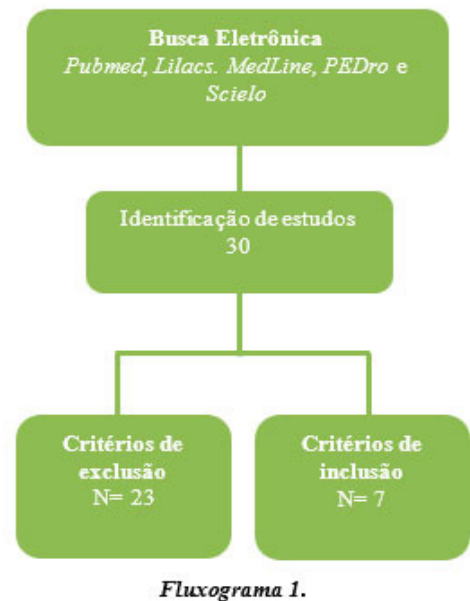 Busca Eletrônica
Pubmed, Lilacs. MedLine, PEDro e
Scielo
Identificação de estudos
30
Critérios de
exclusão
N= 23
Critérios de
inclusão
N= 7
Fluxograma 1.